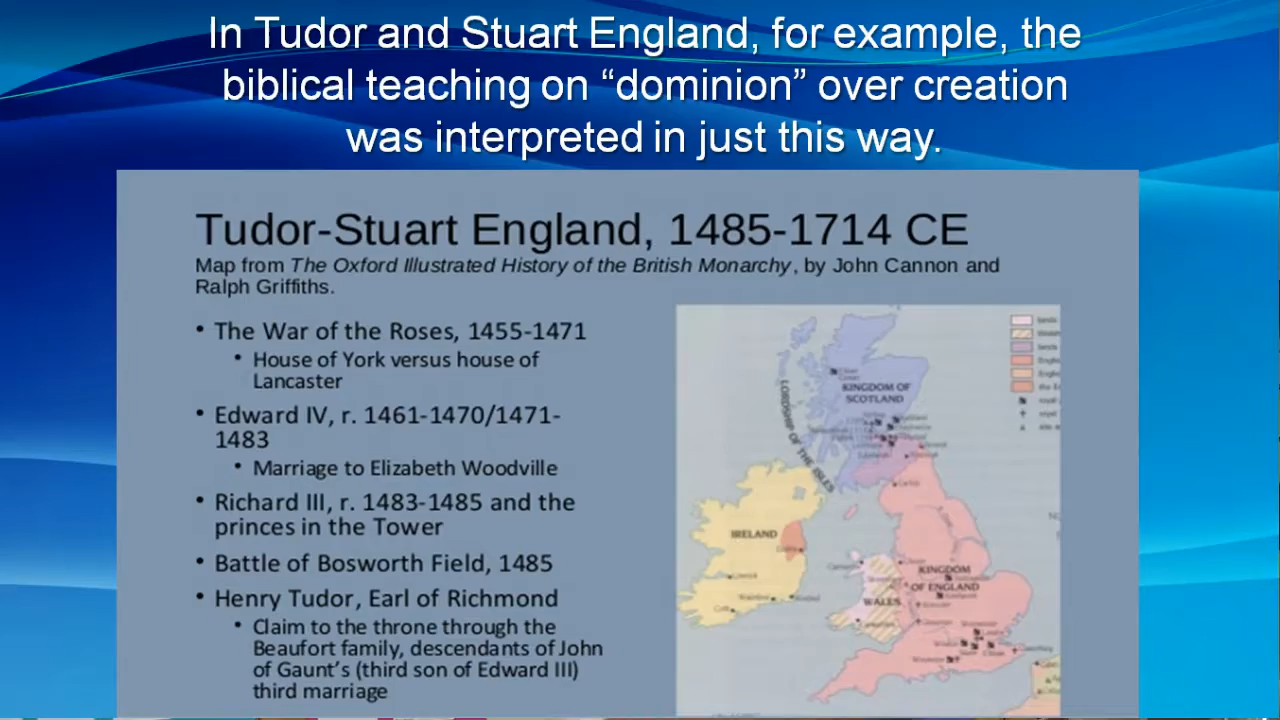 In Tudor and Stuart England, for example, the
biblical teaching on “dominion” over creation
was interpreted in just this way.
Tudor-Stuart England, 1485-1714 CE
Map from The Oxford Illustrated History of the British Monarchy, by John Cannon and
Ralph Griffiths.
• The War of the Roses, 1455-1471
• House of York versus house of
Lancaster
• Edward IV, r. 1461-1470/1471-
1483
• Marriage to Elizabeth Woodville
• Richard III, r. 1483-1485 and the
princes in the Tower
• Battle of Bosworth Field, 1485
• Henry Tudor, Earl of Richmond
• Claim to the throne through the
Beaufort family, descendants of John
of Gaunt’s (third son of Edward III)
third marriage
KINGDOM OF
SCOTLAND
LORDSHIP OF THE ISLES
IRELAND
KINGDOM
OF ENGLAND
WALES